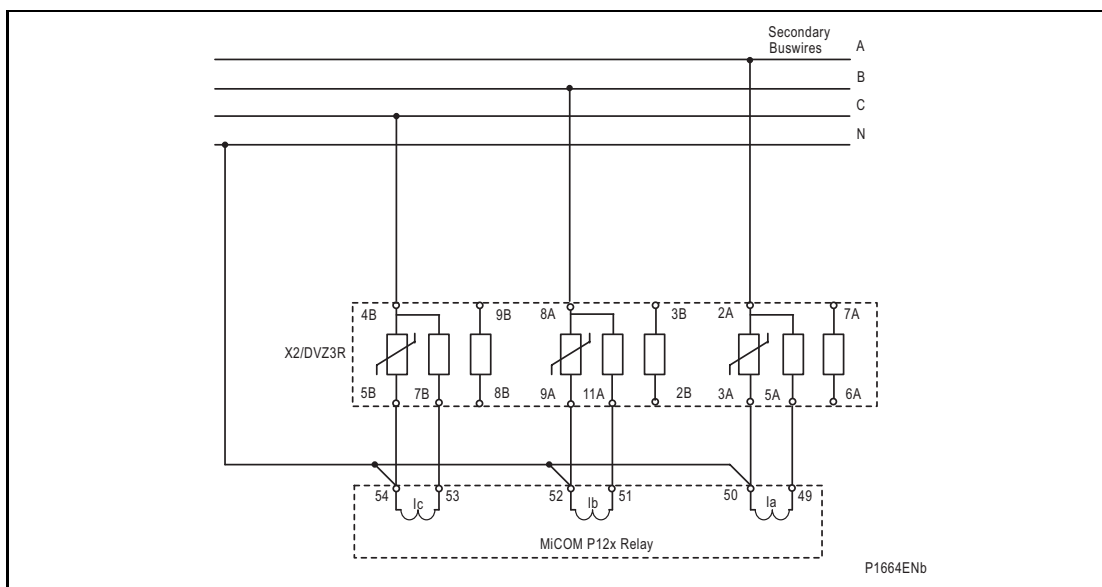 Secondary
Buswires
A
B
C
N
4B 9B 8A 3B 2A 7A
X2/DVZ3R
5B 7B 8B 9A 11A 2B 3A 5A 6A
54 Ic 53 52 Ib 51 50 Ia 49
MiCOM P12x Relay
P1664ENb